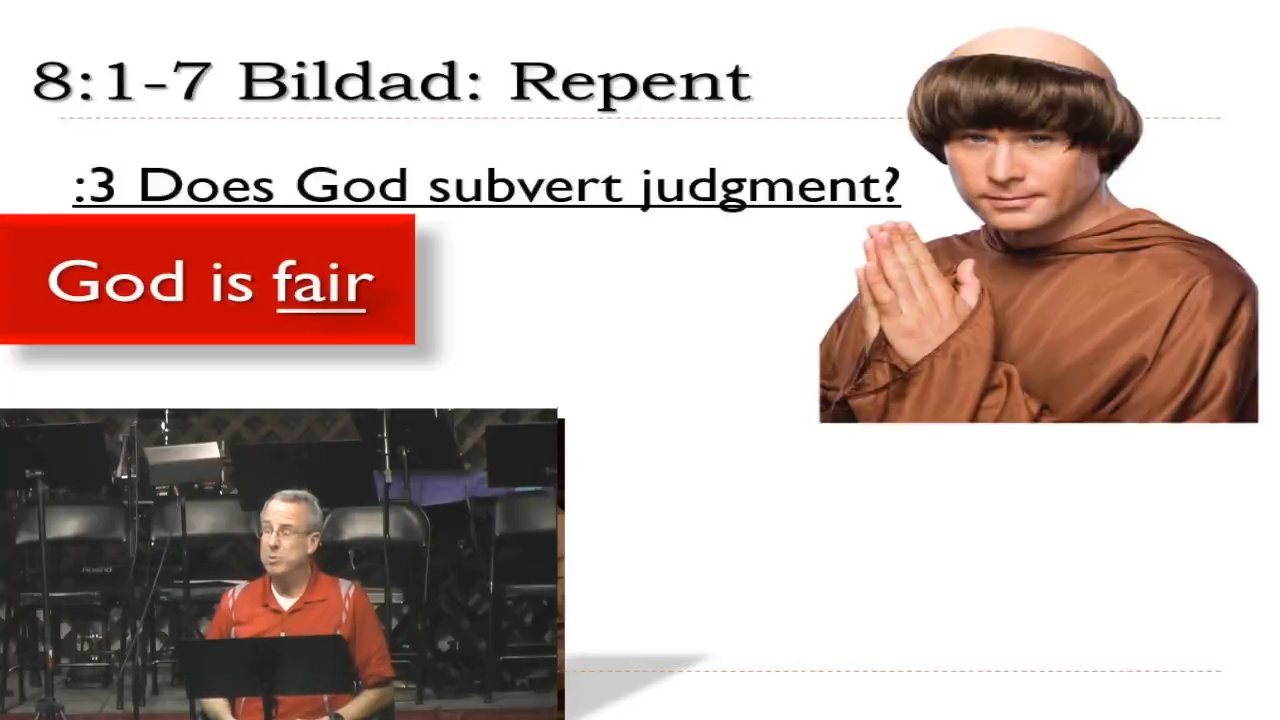 8:1-7 Bildad: Repent
:3 Does God subvert judgment?
God is fair